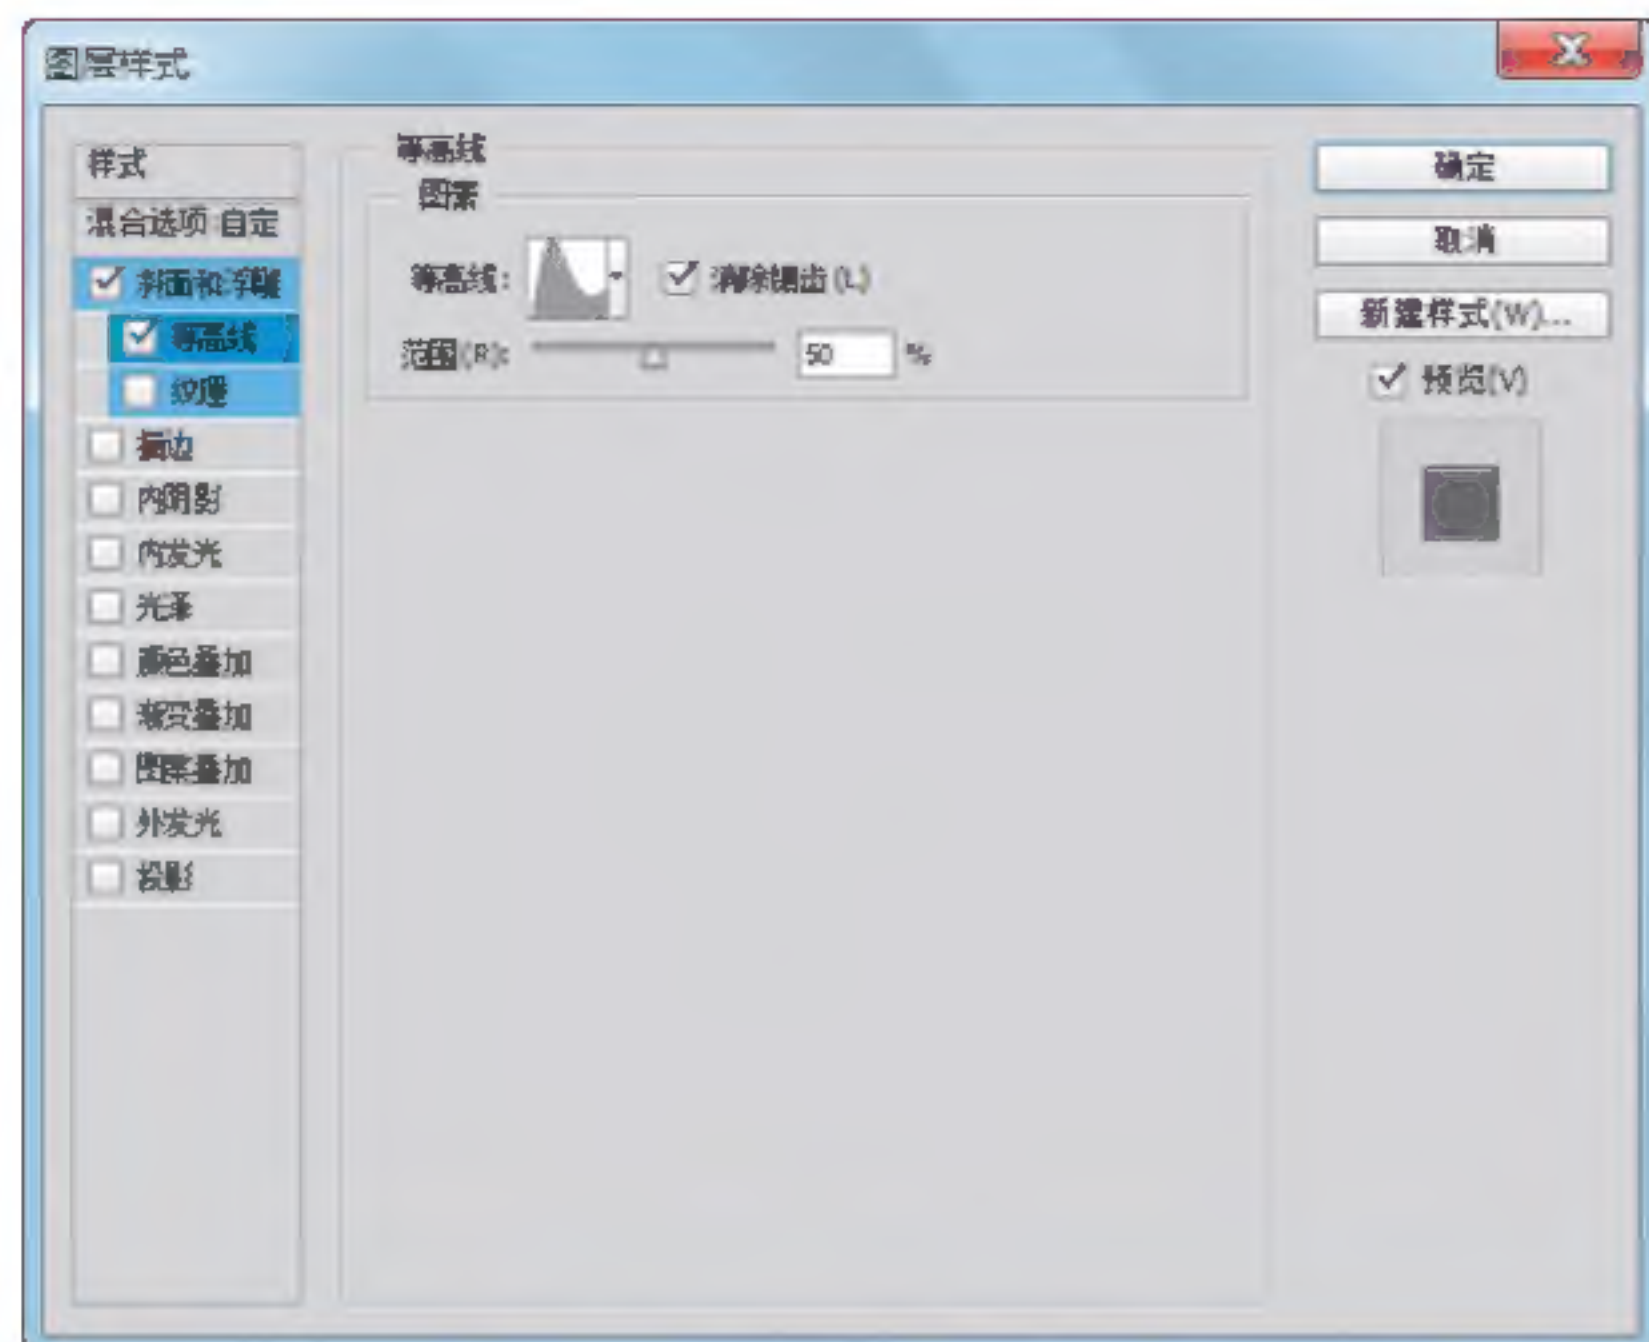 图层样式
样式
混合选项:自定
斜面和浮雕
等高线
纹理
描边
内阴影
内发光
光泽
颜色叠加
渐变叠加
图案叠加
外发光
投影
等高线
图素
等高线:
消除锯齿(L)
范围(R):
50
%
确定
取消
新建样式(W)...
预览(V)